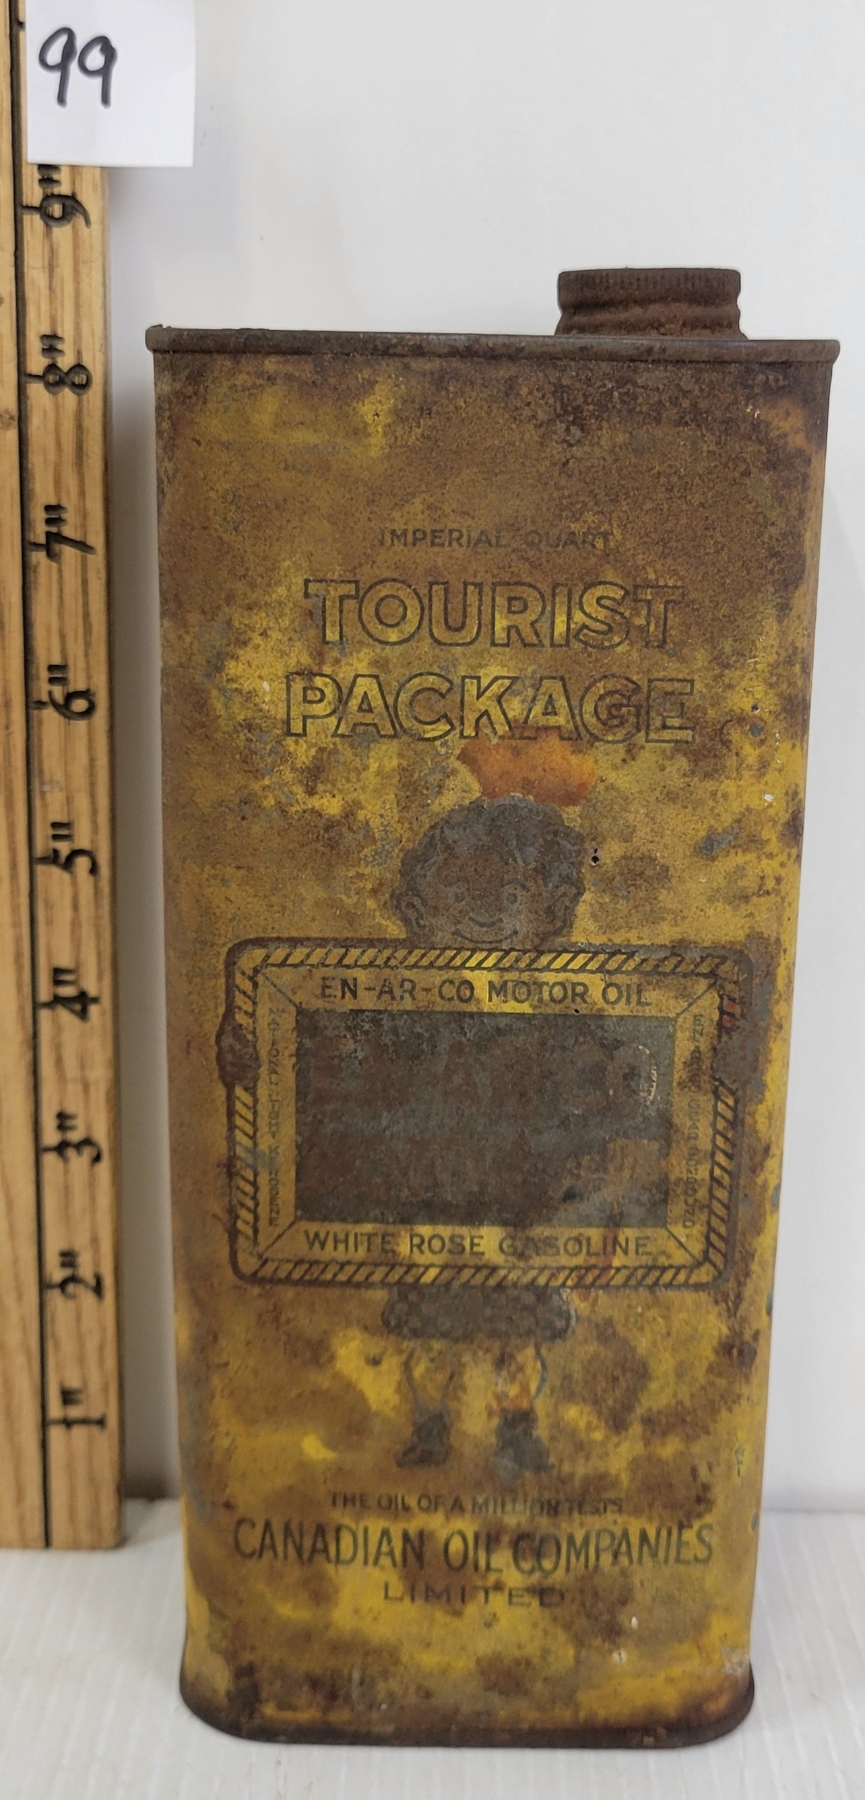 99
9"
8"
7"
6"
5"
4"
3"
2"
1"
IMPERIAL QUART
TOURIST
PACKAGE
EN-AR-CO MOTOR OIL
WHITE ROSE GASOLINE
THE OIL OF A MILLION TESTS
CANADIAN OIL COMPANIES
LIMITED